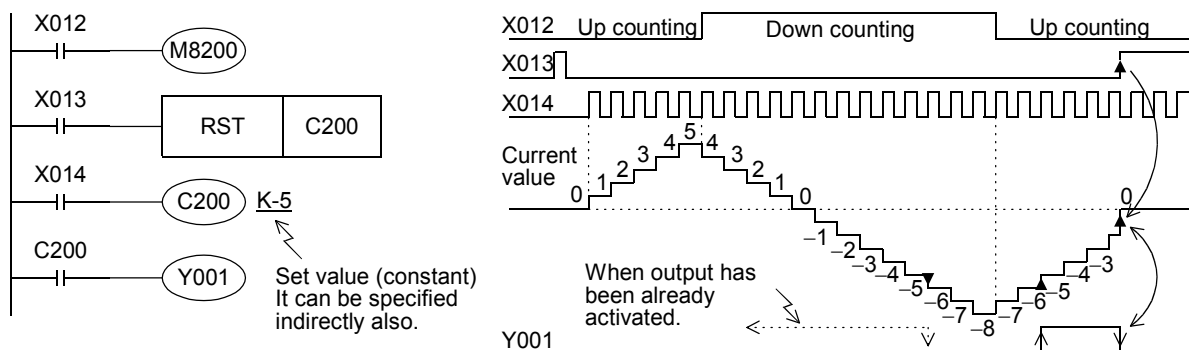 X012
M8200
X013
RST
C200
X014
C200
K-5
C200
Y001
Set value (constant)
It can be specified
indirectly also.
X012
Up counting
Down counting
Up counting
X013
X014
Current
value
0
1
2
3
4
5
4
3
2
1
0
–1
–2
–3
–4
–5
–6
–7
–8
–7
–6
–5
–4
–3
0
When output has
been already
activated.
Y001